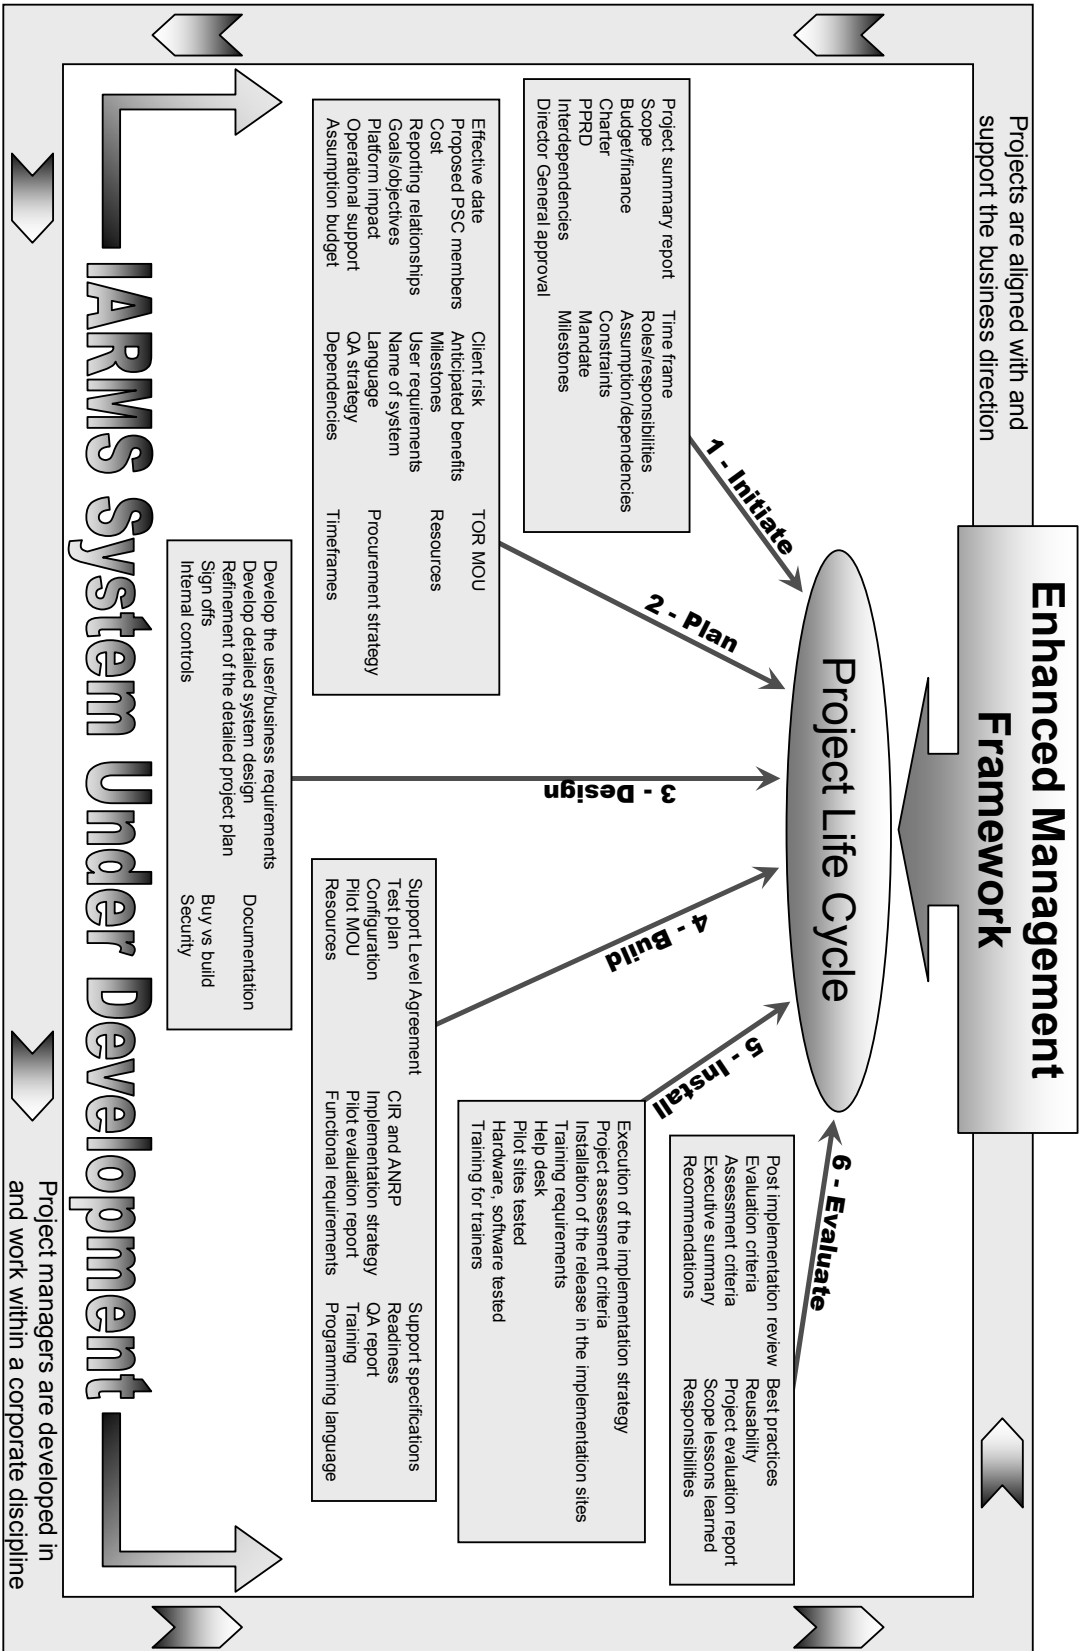 Enhanced Management
Framework
Projects are aligned with and
support the business direction
Project Life Cycle
1 - Initiate
Project summary report
Scope
Budget/finance
Charter
PPRD
Interdependencies
Director General approval
Time frame
Roles/responsibilities
Assumption/dependencies
Constraints
Mandate
Milestones
2 - Plan
Effective date
Proposed PSC members
Cost
Reporting relationships
Goals/objectives
Platform impact
Operational support
Assumption budget
Client risk
Anticipated benefits
Milestones
User requirements
Name of system
Language
QA strategy
Dependencies
TOR MOU
Resources
Procurement strategy
Timeframes
3 - Design
Develop the user/business requirements
Develop detailed system design
Refinement of the detailed project plan
Sign offs
Internal controls
Documentation
Buy vs build
Security
4 - Build
Support Level Agreement
Test plan
Configuration
Pilot MOU
Resources
CIR and ANRP
Implementation strategy
Pilot evaluation report
Functional requirements
Support specifications
Readiness
QA report
Training
Programming language
5 - Install
Execution of the implementation strategy
Project assessment criteria
Installation of the release in the implementation sites
Training requirements
Help desk
Pilot sites tested
Hardware, software tested
Training for trainers
6 - Evaluate
Post implementation review
Evaluation criteria
Assessment criteria
Executive summary
Recommendations
Best practices
Reusability
Project evaluation report
Scope lessons learned
Responsibilities
IARMS System Under Development
Project managers are developed in
and work within a corporate discipline